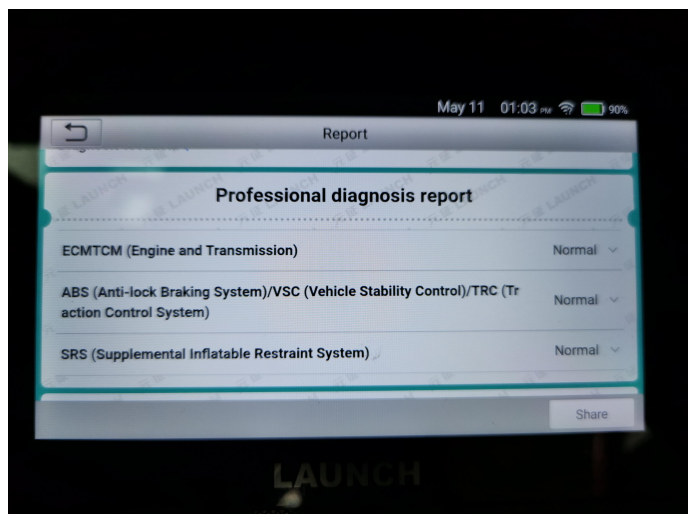 May 11 01:03 PM 90%
Report
Professional diagnosis report
ECMTCM (Engine and Transmission) Normal
ABS (Anti-lock Braking System)/VSC (Vehicle Stability Control)/TRC (Tr
action Control System) Normal
SRS (Supplemental Inflatable Restraint System) Normal
Share
LAUNCH